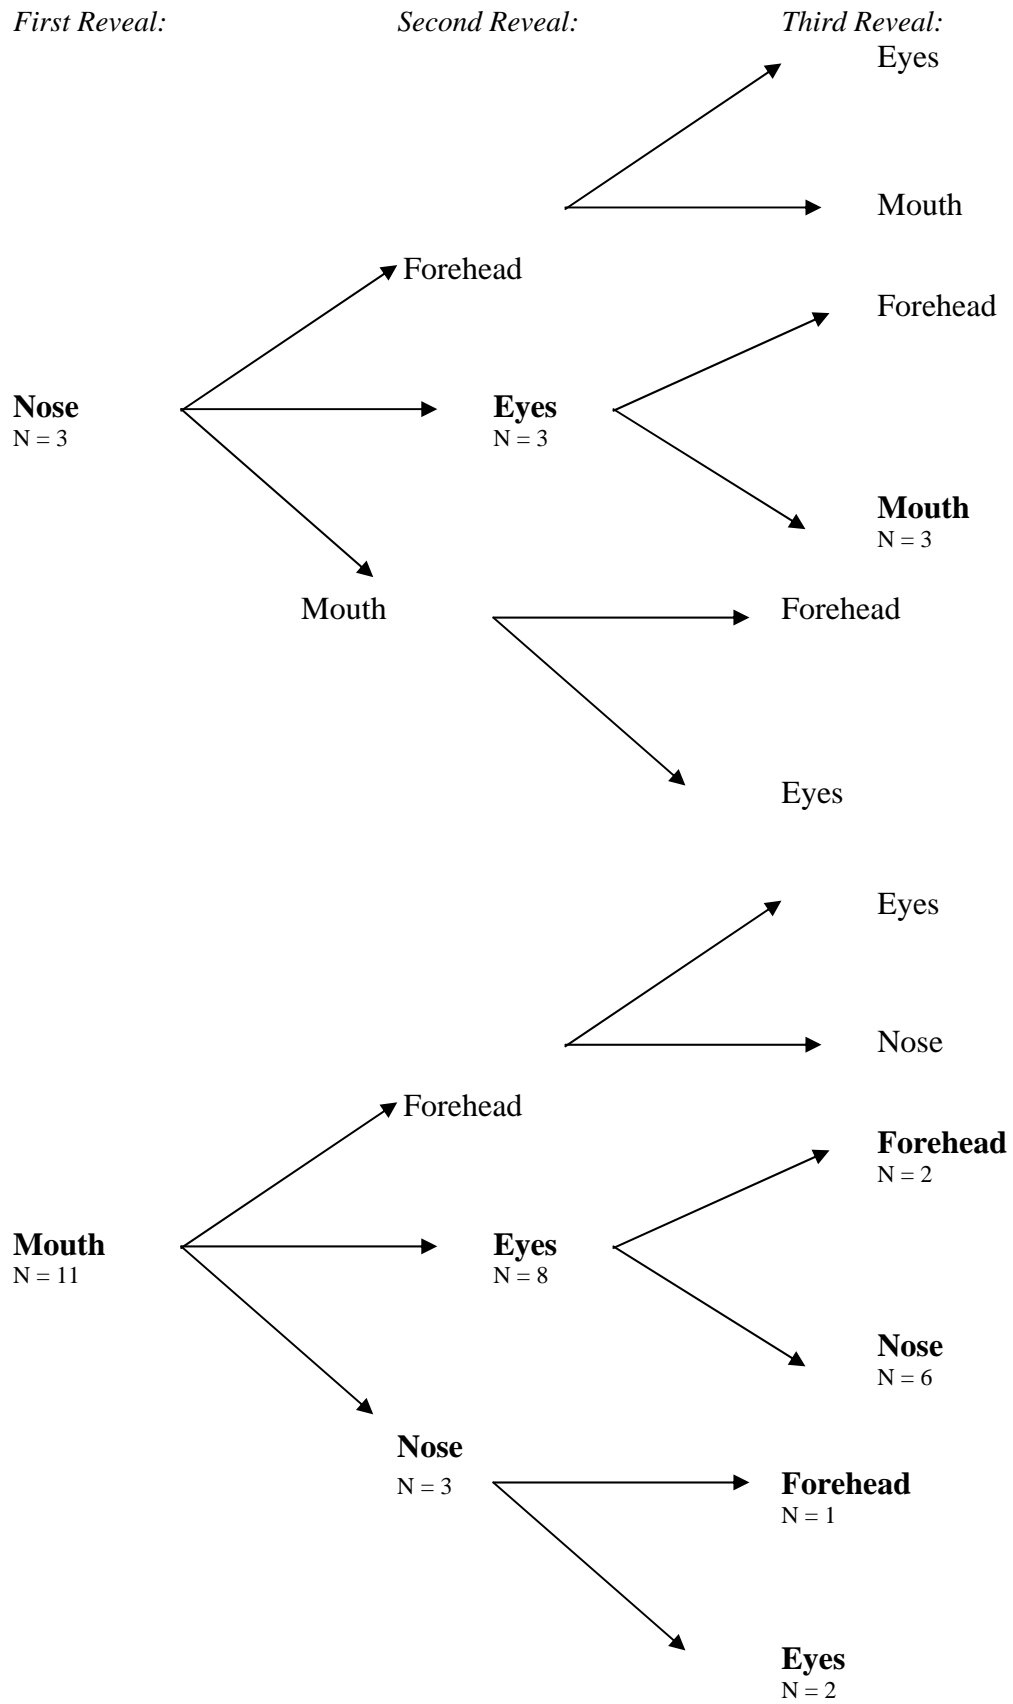 First Reveal: Second Reveal: Third Reveal:
Eyes
Mouth
Forehead
Forehead
Nose Eyes
N = 3 N = 3
Mouth
N = 3
Mouth Forehead
Eyes
Eyes
Nose
Forehead
Forehead
N = 2
Mouth Eyes
N = 11 N = 8
Nose
N = 6
Nose
N = 3
Forehead
N = 1
Eyes
N = 2